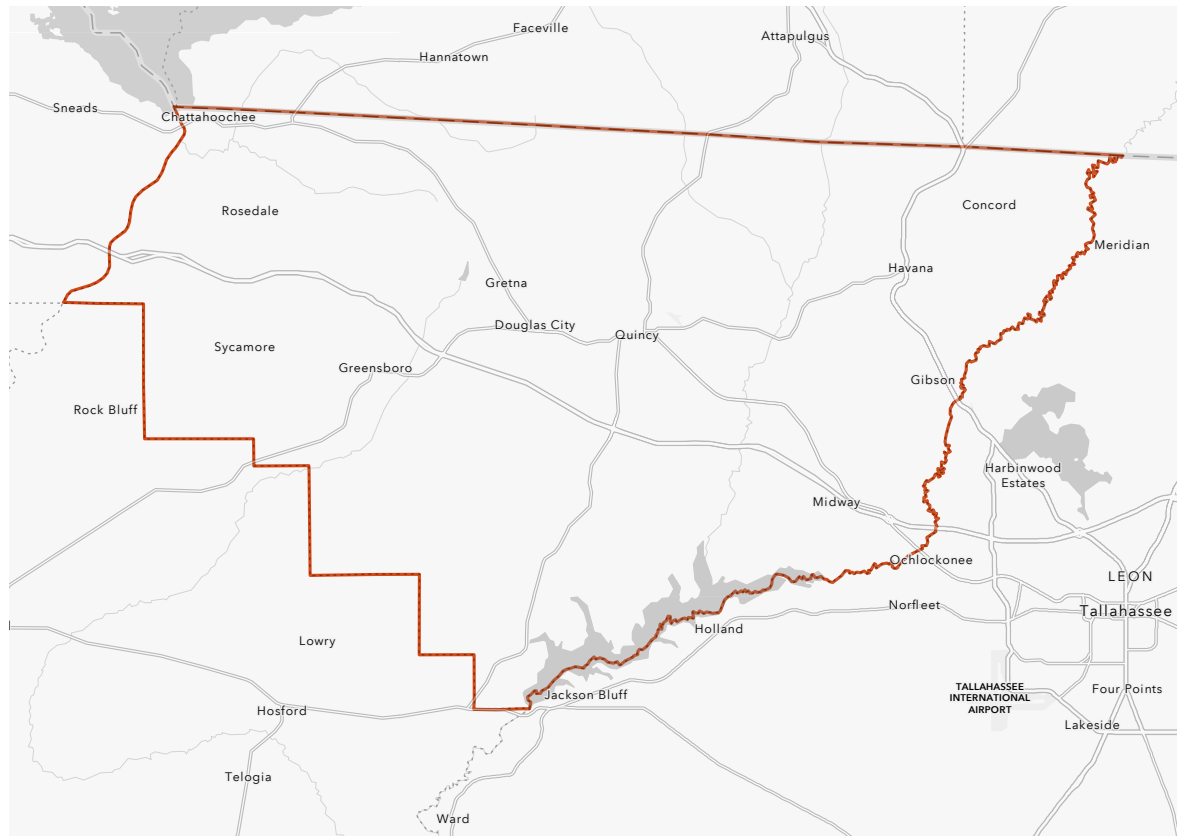 Faceville
Attapulgus
Hannatown
Sneads
Chattahoochee
Rosedale
Concord
Meridian
Havana
Gretna
Douglas City
Quincy
Sycamore
Greensboro
Gibson
Rock Bluff
Harbinwood
Estates
Midway
Ochlockonee
LEON
Norfleet
Tallahassee
Holland
Lowry
TALLAHASSEE
INTERNATIONAL
AIRPORT
Four Points
Jackson Bluff
Hosford
Lakeside
Telogia
Ward